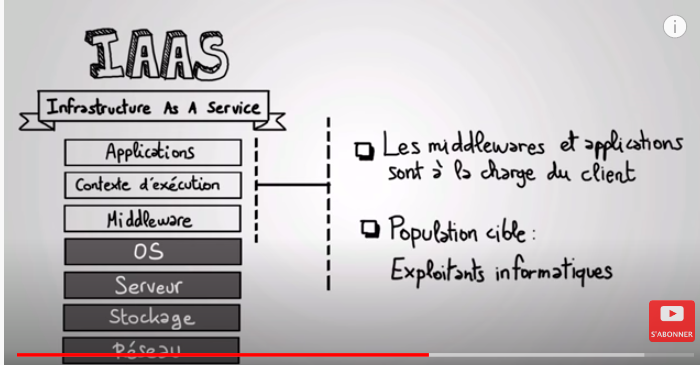 IAAS
Infrastructure As A Service
Applications
Contexte d'exécution
Middleware
OS
Serveur
Stockage
Réseau
Les middlewares et applications
sont à la charge du client
Population cible :
Exploitants informatiques
i
S'ABONNER